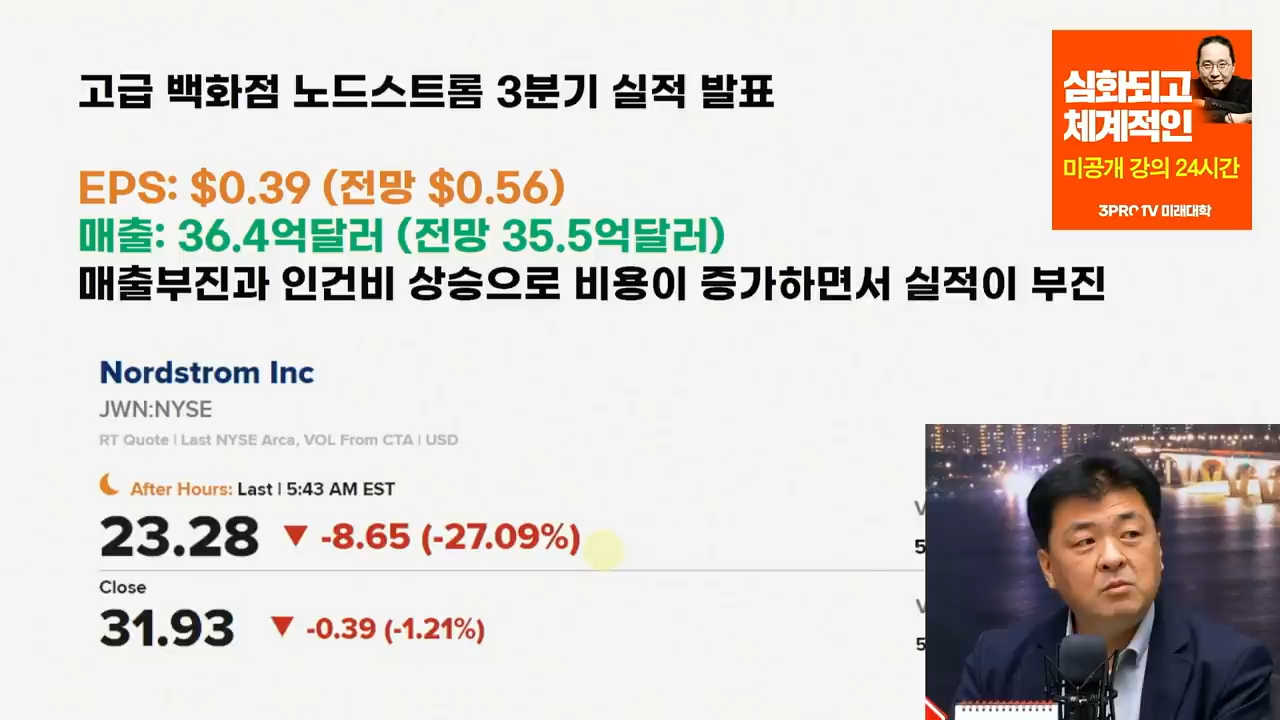 고급 백화점 노드스트롬 3분기 실적 발표
심화되고
체계적인
미공개 강의 24시간
3PRO TV 미래대학
EPS: $0.39 (전망 $0.56)
매출: 36.4억달러 (전망 35.5억달러)
매출부진과 인건비 상승으로 비용이 증가하면서 실적이 부진
Nordstrom Inc
JWN:NYSE
RT Quote | Last NYSE Arca, VOL From CTA | USD
After Hours: Last | 5:43 AM EST
23.28 ▼ -8.65 (-27.09%)
Close
31.93 ▼ -0.39 (-1.21%)
5
5